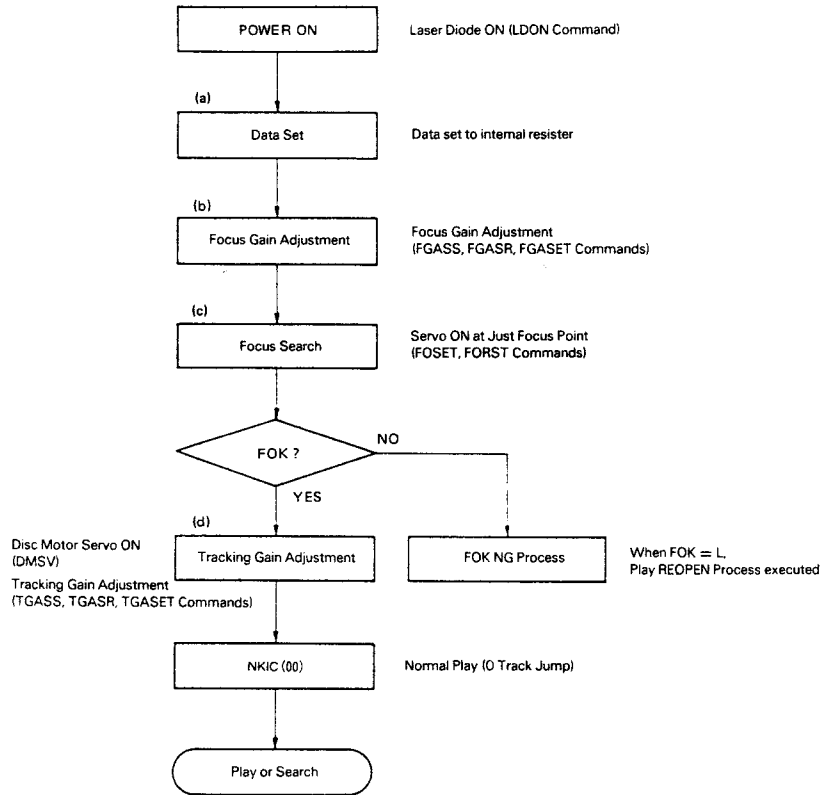 POWER ON
Laser Diode ON (LDON Command)
(a)
Data Set
Data set to internal resister
(b)
Focus Gain Adjustment
Focus Gain Adjustment
(FGASS, FGASR, FGASET Commands)
(c)
Focus Search
Servo ON at Just Focus Point
(FOSET, FORST Commands)
FOK ?
NO
YES
(d)
Disc Motor Servo ON
(DMSV)
Tracking Gain Adjustment
(TGASS, TGASR, TGASET Commands)
Tracking Gain Adjustment
FOK NG Process
When FOK = L,
Play REOPEN Process executed
NKIC (00)
Normal Play (0 Track Jump)
Play or Search